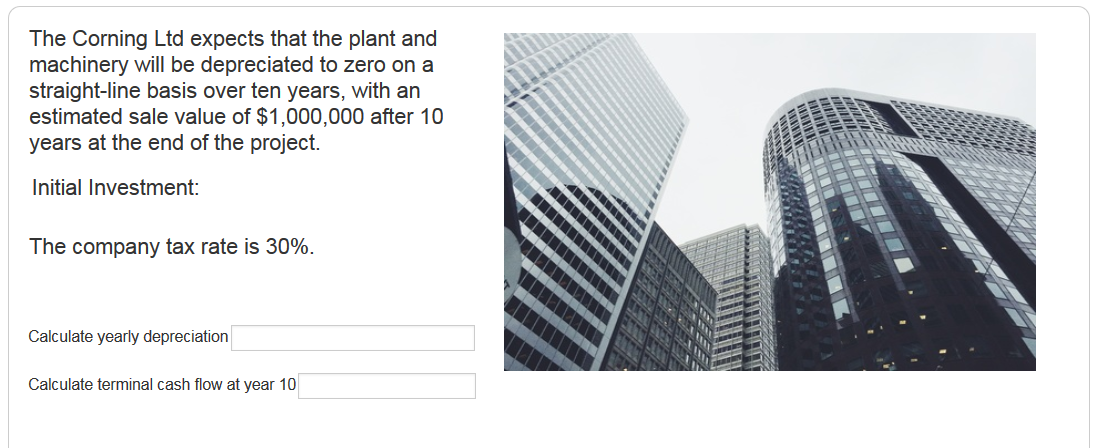 The Corning Ltd expects that the plant and
machinery will be depreciated to zero on a
straight-line basis over ten years, with an
estimated sale value of $1,000,000 after 10
years at the end of the project.
Initial Investment:
The company tax rate is 30%.
Calculate yearly depreciation
Calculate terminal cash flow at year 10